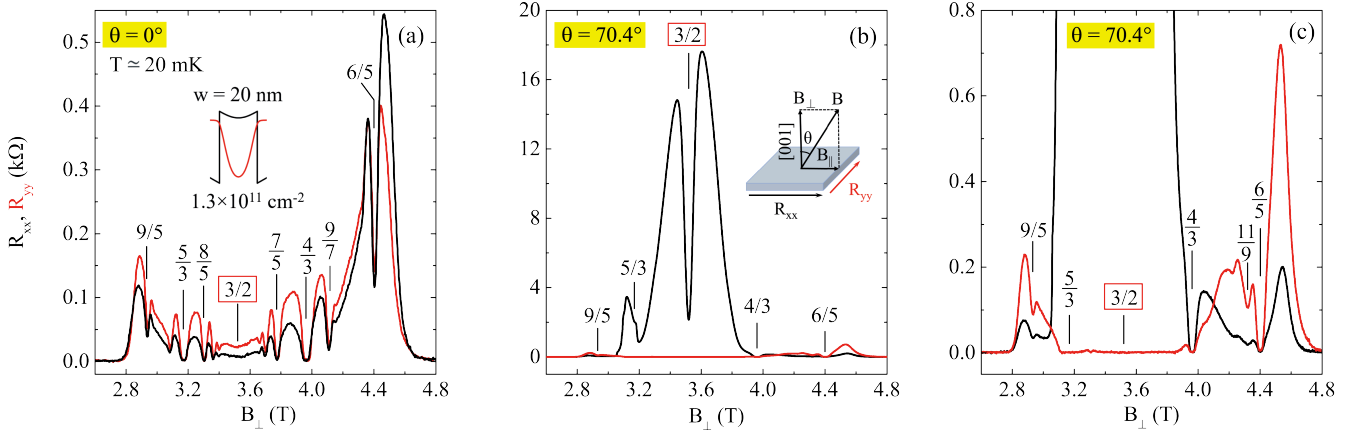 θ = 0°
(a)
T ≃ 20 mK
w = 20 nm
1.3×10¹¹ cm⁻²
9/5
5/3
8/5
3/2
7/5
4/3
9/7
6/5
0.5
0.4
0.3
0.2
0.1
0.0
R_xx, R_yy (kΩ)
2.8 3.2 3.6 4.0 4.4 4.8
B_⊥ (T)
θ = 70.4°
3/2
(b)
B_⊥ B
[001]
θ
B_∥
R_yy
R_xx
5/3
9/5
4/3
6/5
20
16
12
8
4
0
2.8 3.4 4.0 4.6
B_⊥ (T)
θ = 70.4°
(c)
9/5
5/3
3/2
4/3
11/9
6/5
0.8
0.6
0.4
0.2
0.0
2.8 3.2 3.6 4.0 4.4 4.8
B_⊥ (T)